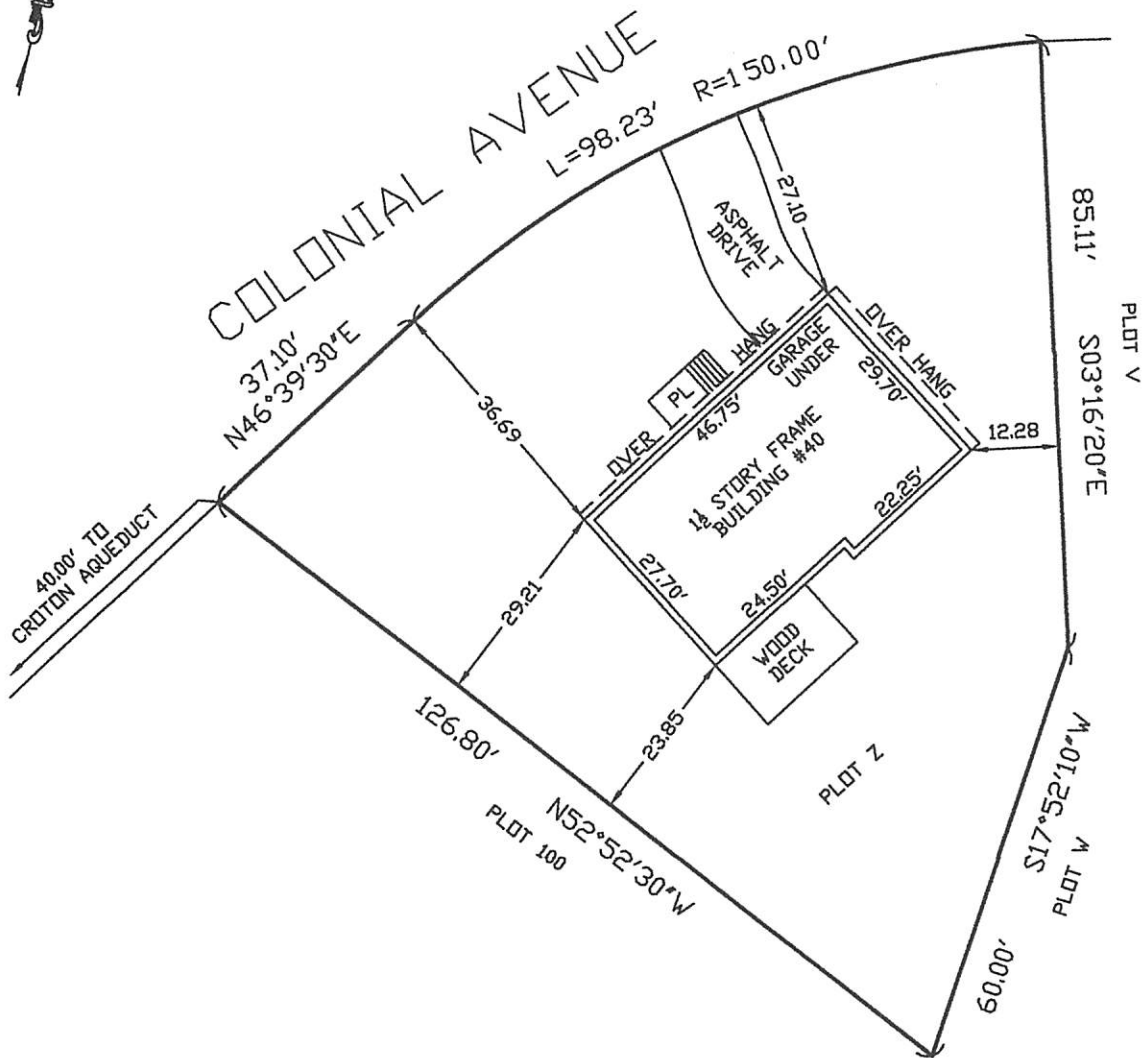 COLONIAL AVENUE
L=98.23' R=150.00'
37.10'
N46°39'30"E
40.00' TO
CROTON AQUEDUCT
36.69
27.10
ASPHALT
DRIVE
OVER HANG
OVER HANG
PL
GARAGE
UNDER
46.75'
29.70'
12.28
1½ STORY FRAME
BUILDING #40
22.25'
27.70'
24.50'
WOOD
DECK
29.21
23.85
126.80'
N52°52'30"W
PLOT 100
PLOT Z
85.11' S03°16'20"E
PLOT V
S17°52'10"W
PLOT W
60.00'